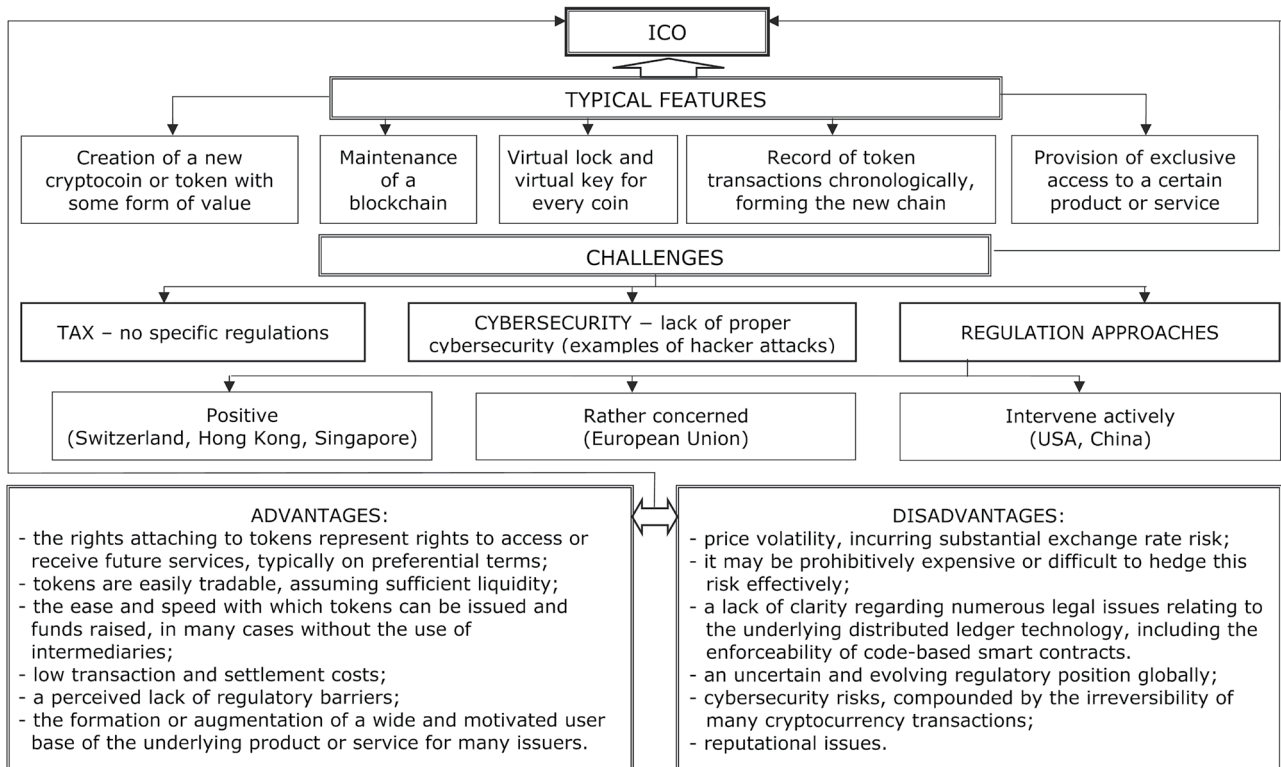 ICO
TYPICAL FEATURES
Creation of a new
cryptocoin or token with
some form of value
Maintenance
of a
blockchain
Virtual lock and
virtual key for
every coin
Record of token
transactions chronologically,
forming the new chain
Provision of exclusive
access to a certain
product or service
CHALLENGES
TAX – no specific regulations
CYBERSECURITY – lack of proper
cybersecurity (examples of hacker attacks)
REGULATION APPROACHES
Positive
(Switzerland, Hong Kong, Singapore)
Rather concerned
(European Union)
Intervene actively
(USA, China)
ADVANTAGES:
- the rights attaching to tokens represent rights to access or
receive future services, typically on preferential terms;
- tokens are easily tradable, assuming sufficient liquidity;
- the ease and speed with which tokens can be issued and
funds raised, in many cases without the use of
intermediaries;
- low transaction and settlement costs;
- a perceived lack of regulatory barriers;
- the formation or augmentation of a wide and motivated user
base of the underlying product or service for many issuers.
DISADVANTAGES:
- price volatility, incurring substantial exchange rate risk;
- it may be prohibitively expensive or difficult to hedge this
risk effectively;
- a lack of clarity regarding numerous legal issues relating to
the underlying distributed ledger technology, including the
enforceability of code-based smart contracts.
- an uncertain and evolving regulatory position globally;
- cybersecurity risks, compounded by the irreversibility of
many cryptocurrency transactions;
- reputational issues.